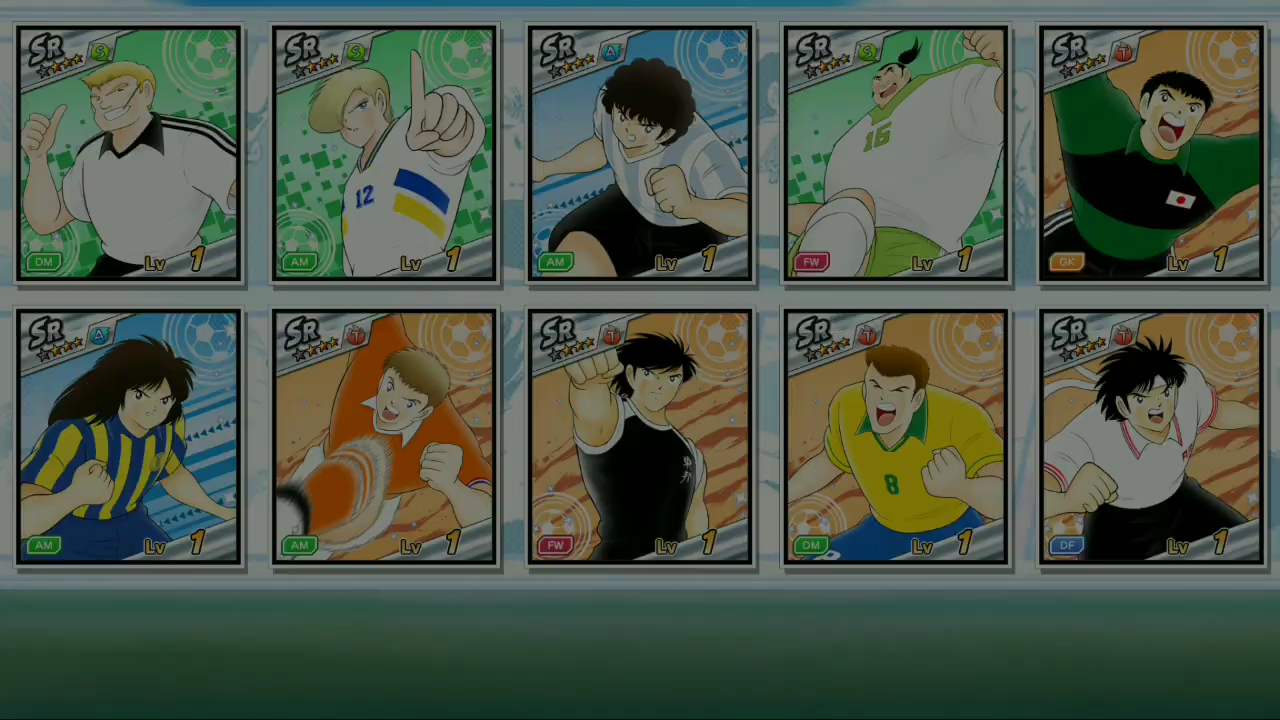 SR S DM Lv 1
SR S 12 AM Lv 1
SR A AM Lv 1
SR S 16 FW Lv 1
SR T GK Lv 1
SR A AM Lv 1
SR T AM Lv 1
SR T 東邦 FW Lv 1
SR T 8 DM Lv 1
SR T DF Lv 1